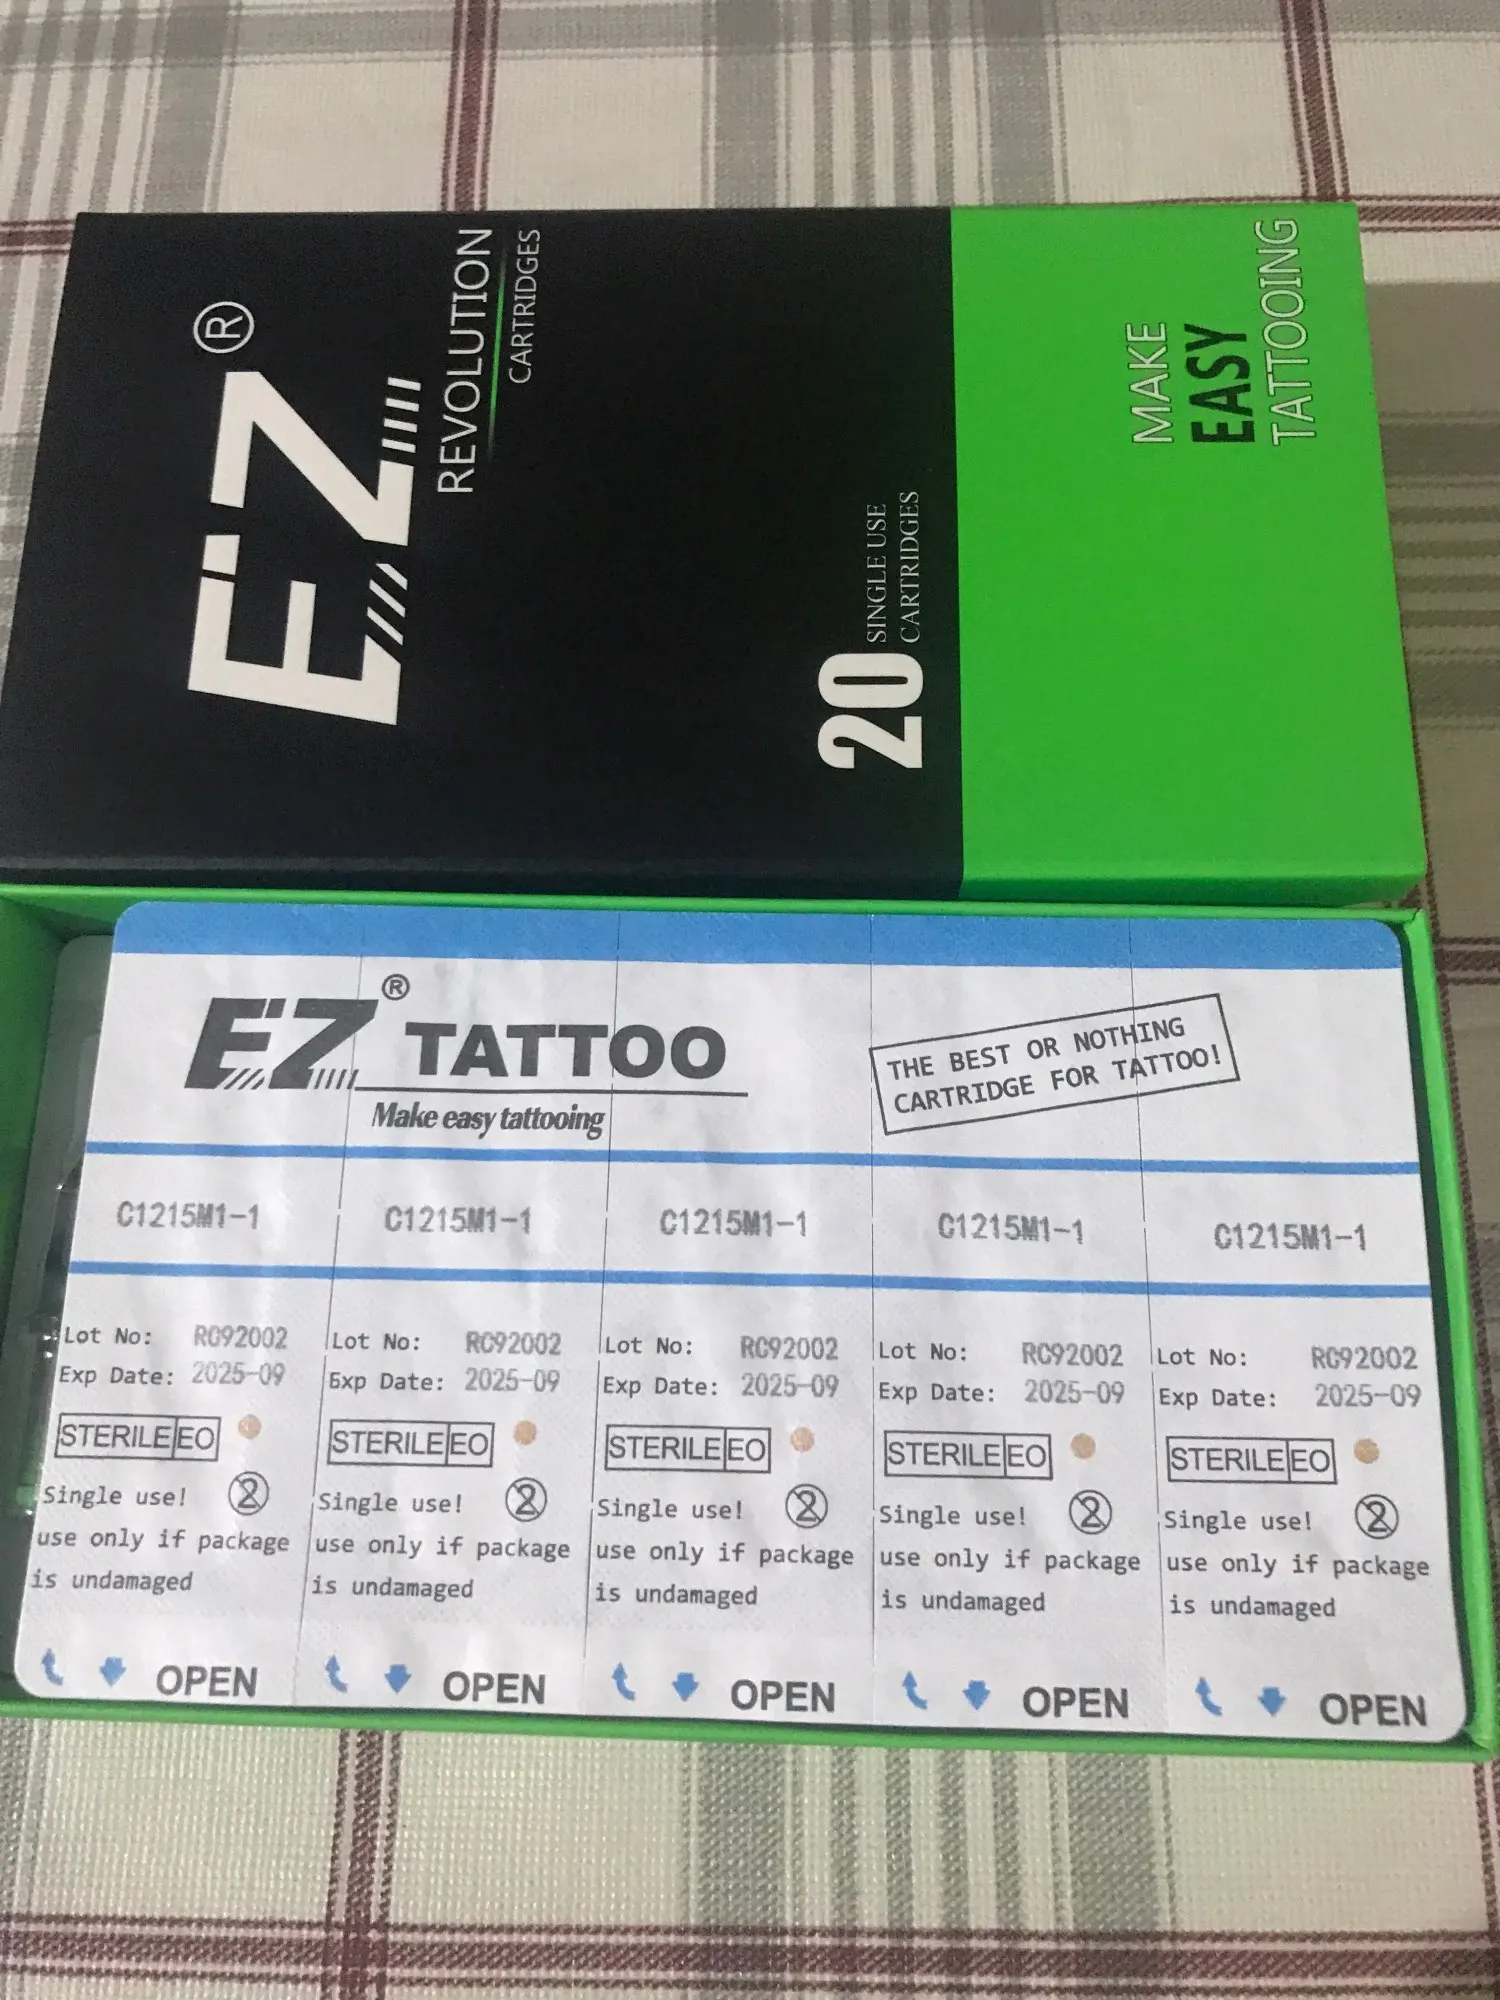 EZ®
REVOLUTION
CARTRIDGES
20 SINGLE USE
CARTRIDGES
MAKE
EASY
TATTOOING
EZ® TATTOO
Make easy tattooing
THE BEST OR NOTHING
CARTRIDGE FOR TATTOO!
C1215M1-1 C1215M1-1 C1215M1-1 C1215M1-1 C1215M1-1
Lot No: RC92002 Lot No: RC92002 Lot No: RC92002 Lot No: RC92002 Lot No: RC92002
Exp Date: 2025-09 Exp Date: 2025-09 Exp Date: 2025-09 Exp Date: 2025-09 Exp Date: 2025-09
STERILE EO STERILE EO STERILE EO STERILE EO STERILE EO
Single use! 2 Single use! 2 Single use! 2 Single use! 2 Single use! 2
use only if package use only if package use only if package use only if package use only if package
is undamaged is undamaged is undamaged is undamaged is undamaged
OPEN OPEN OPEN OPEN OPEN